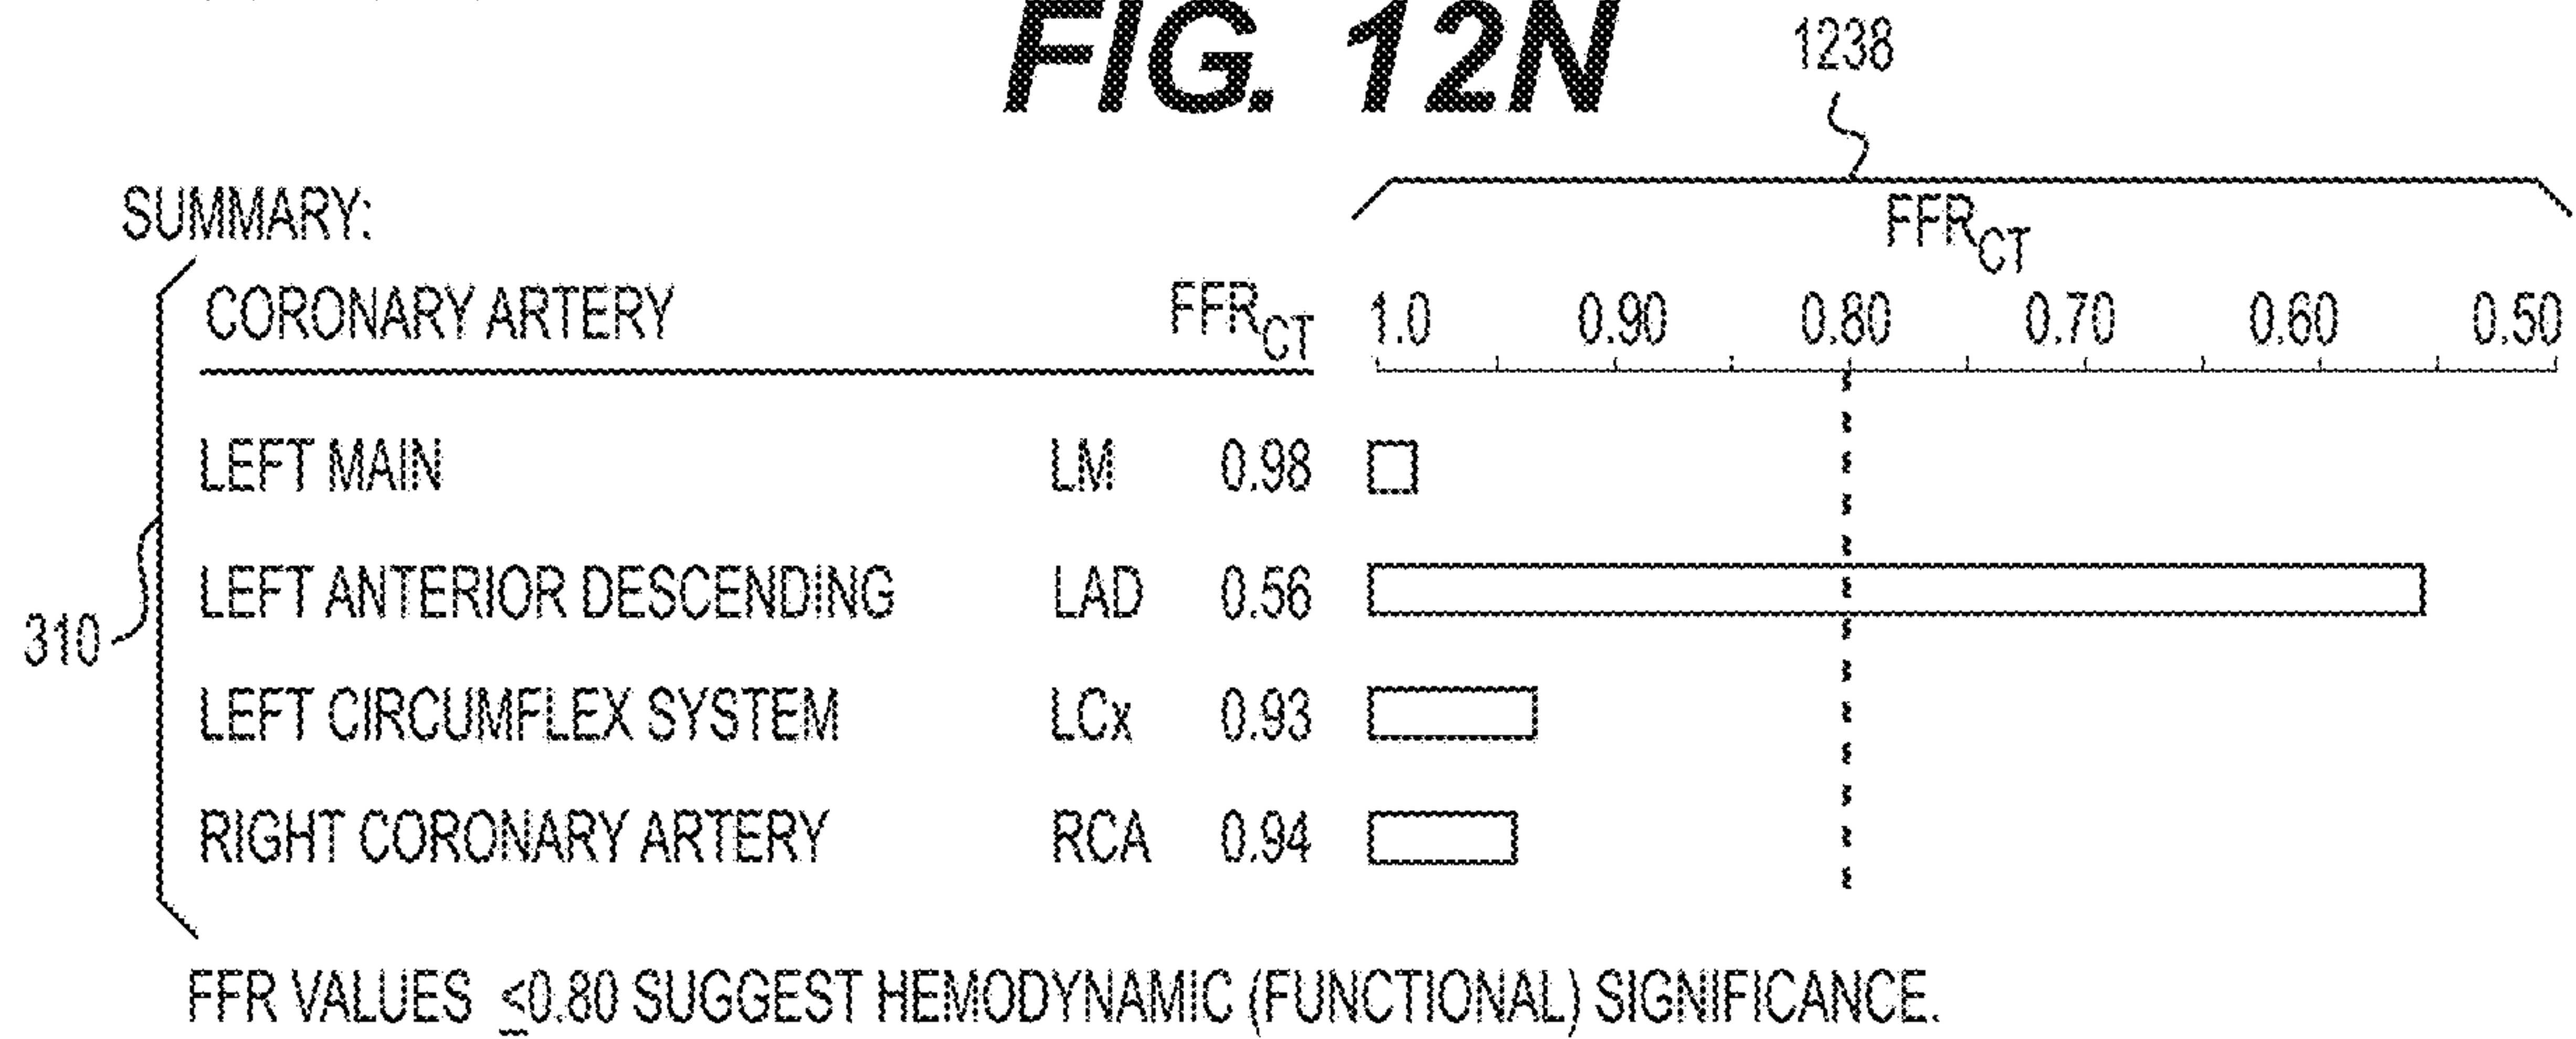 FIG. 12N
1238
SUMMARY:
FFRCT
CORONARY ARTERY FFRCT 1.0 0.90 0.80 0.70 0.60 0.50
LEFT MAIN LM 0.98
LEFT ANTERIOR DESCENDING LAD 0.56
310
LEFT CIRCUMFLEX SYSTEM LCx 0.93
RIGHT CORONARY ARTERY RCA 0.94
FFR VALUES ≤0.80 SUGGEST HEMODYNAMIC (FUNCTIONAL) SIGNIFICANCE.